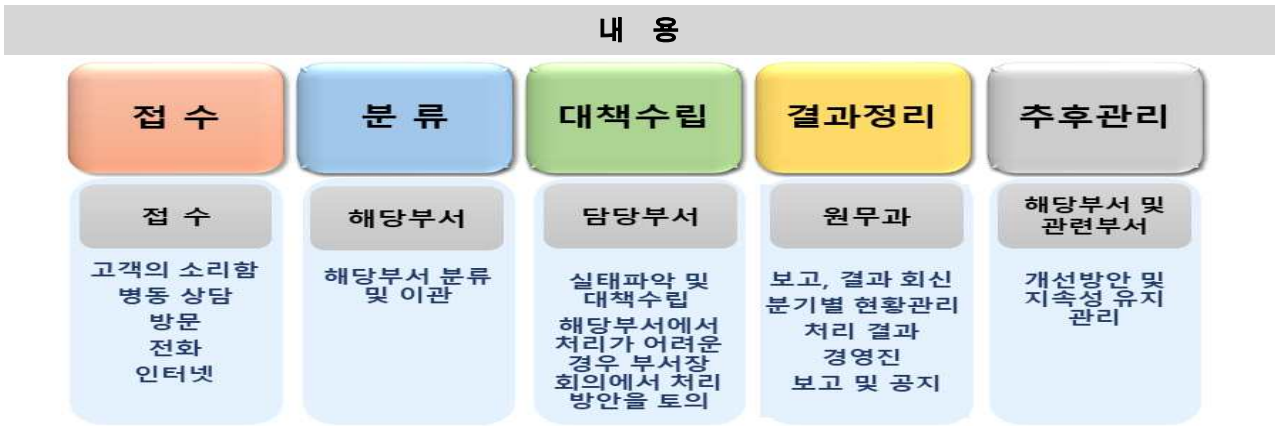 내 용
접 수
분 류
대책수립
결과정리
추후관리
접 수
고객의 소리함
병동 상담
방문
전화
인터넷
해당부서
해당부서 분류
및 이관
담당부서
실태파악 및
대책수립
해당부서에서
처리가 어려운
경우 부서장
회의에서 처리
방안을 토의
원무과
보고, 결과 회신
분기별 현황관리
처리 결과
경영진
보고 및 공지
해당부서 및
관련부서
개선방안 및
지속성 유지
관리